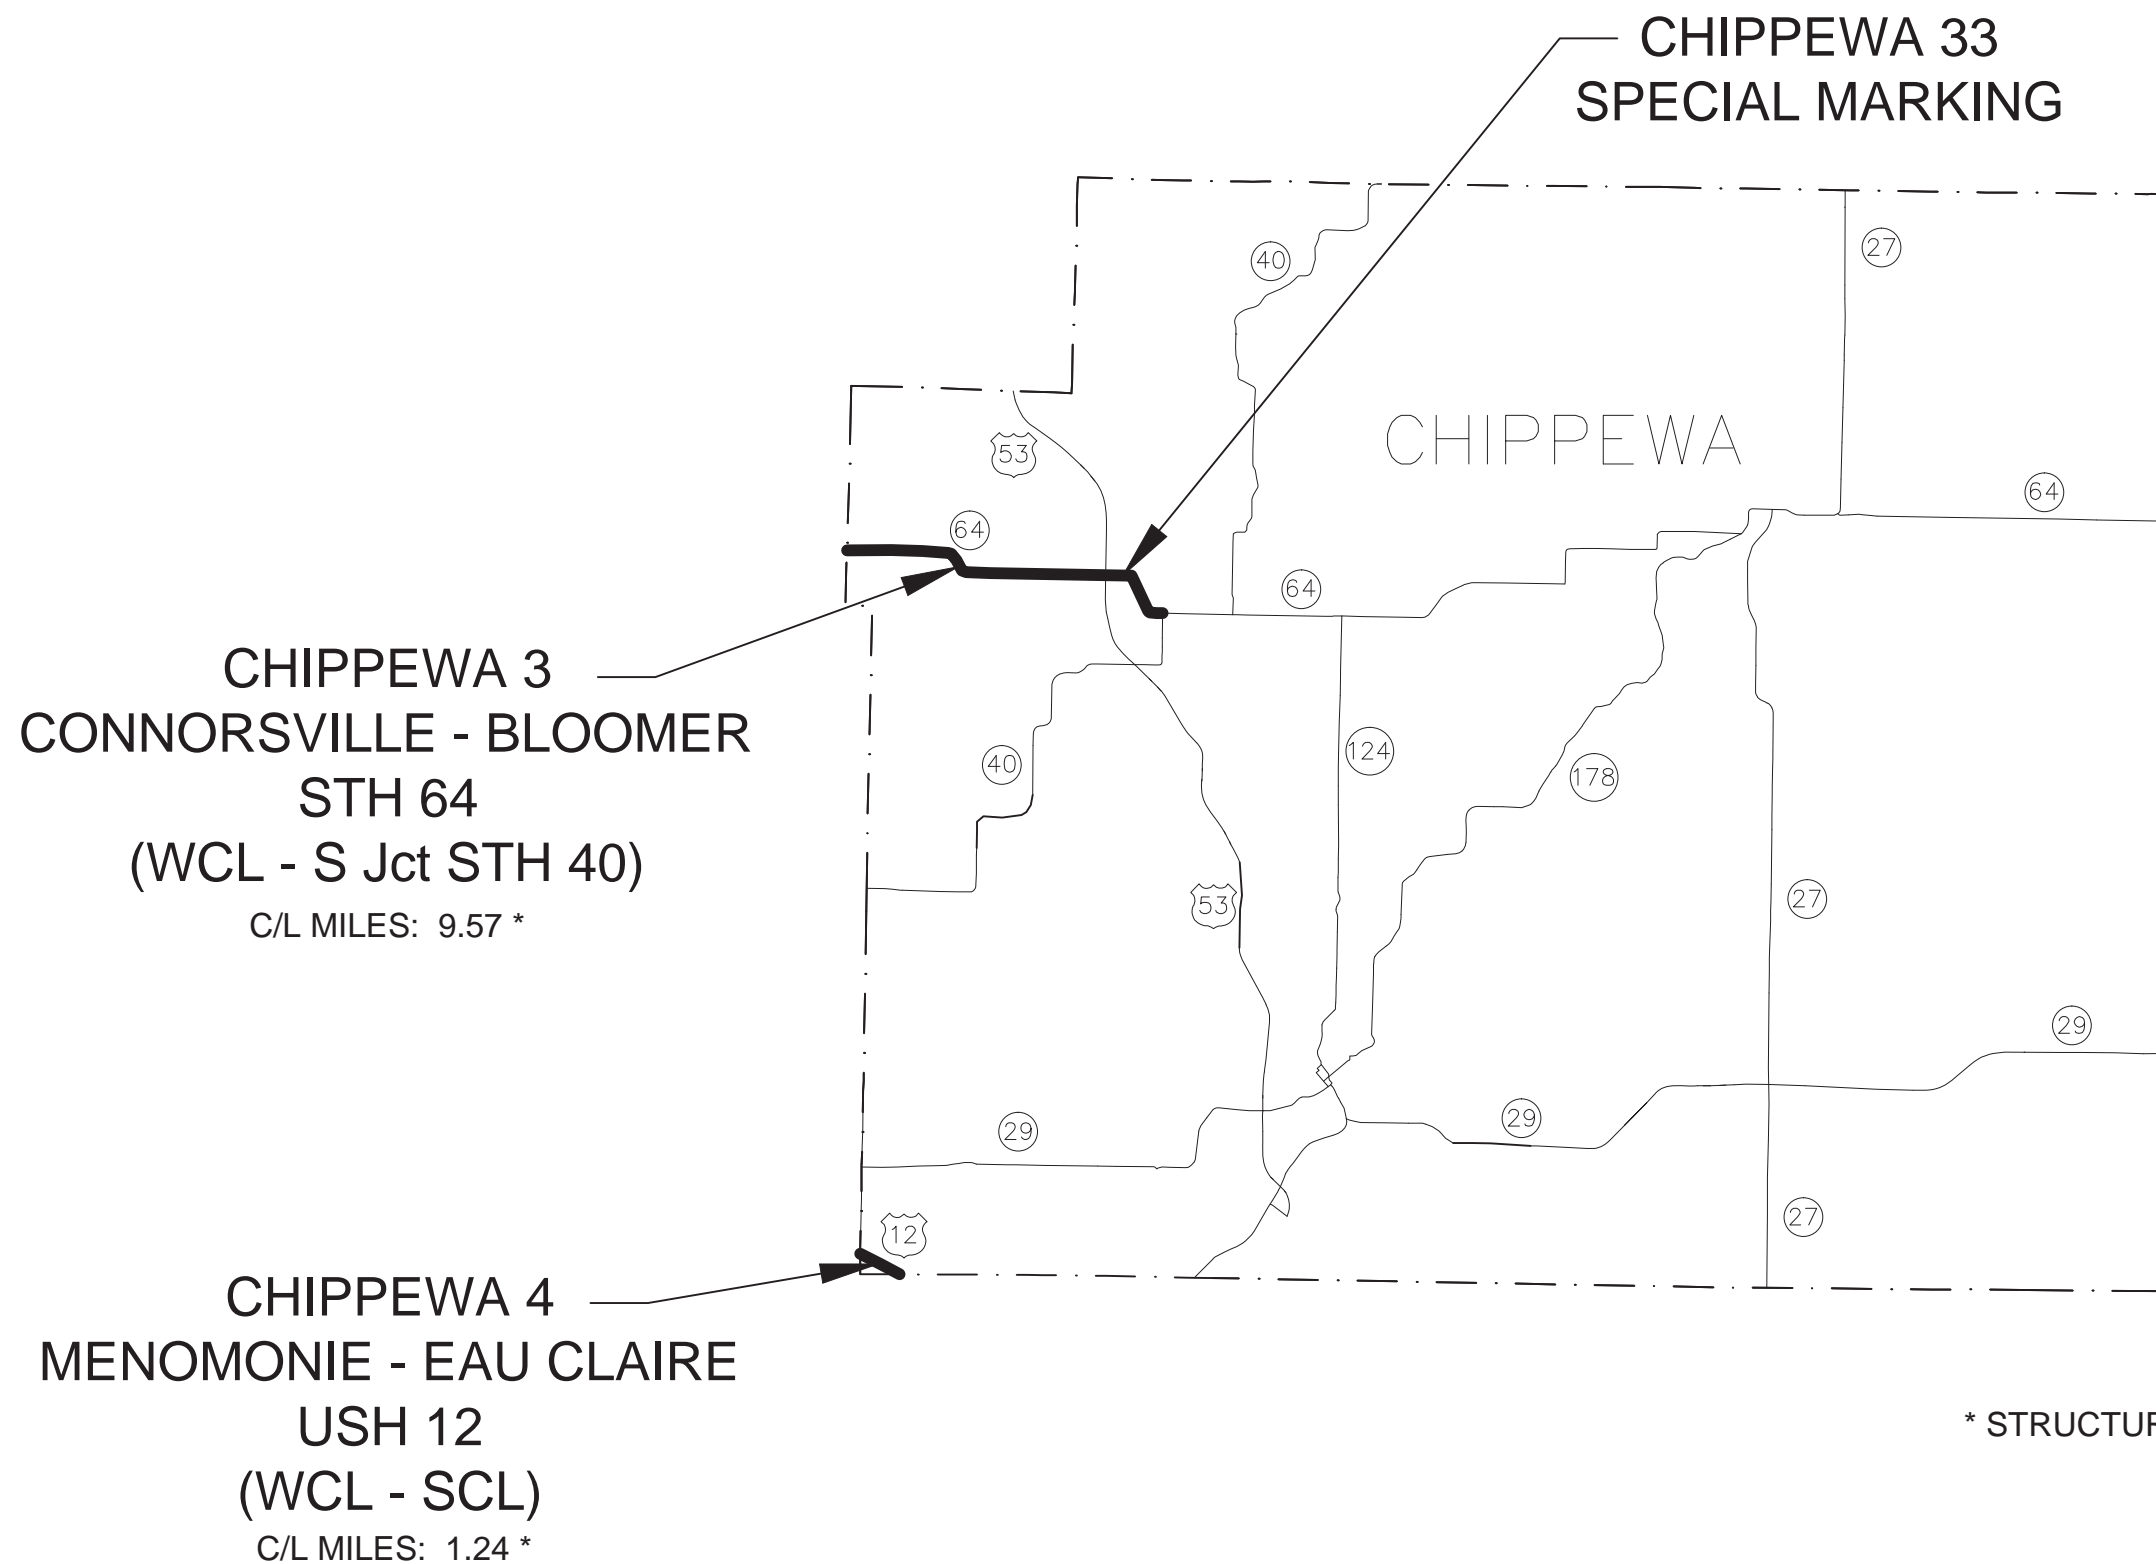 CHIPPEWA 33
SPECIAL MARKING
40
27
CHIPPEWA
53
64
64
64
CHIPPEWA 3
CONNORSVILLE - BLOOMER
STH 64
(WCL - S Jct STH 40)
C/L MILES: 9.57 *
40
124
178
53
27
29
29
29
27
12
CHIPPEWA 4
MENOMONIE - EAU CLAIRE
USH 12
(WCL - SCL)
C/L MILES: 1.24 *
* STRUCTUR